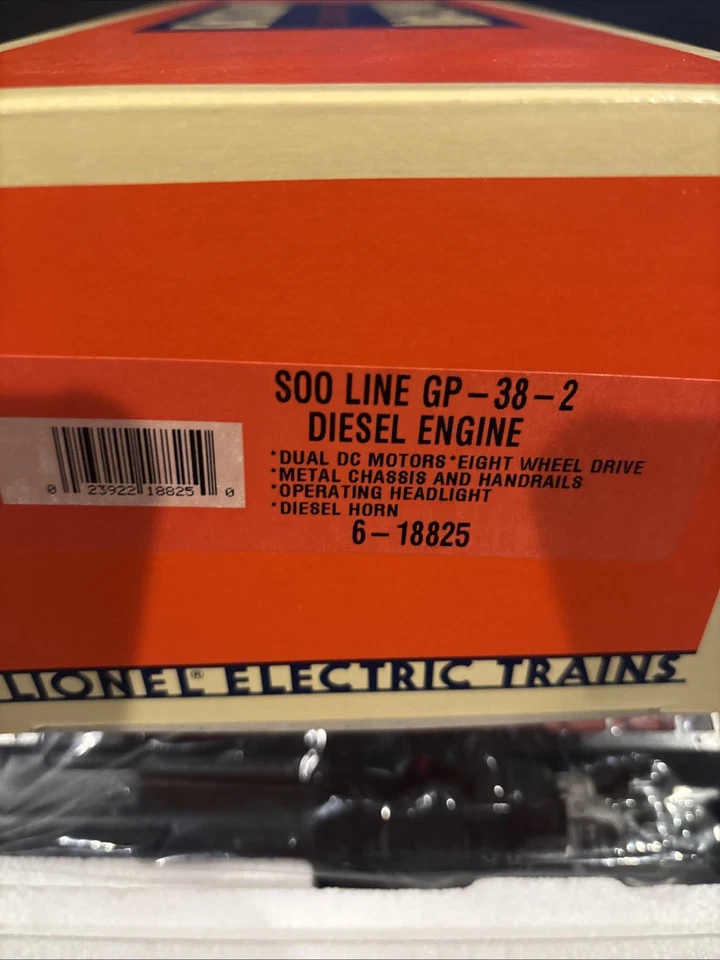 SOO LINE GP-38-2
DIESEL ENGINE
*DUAL DC MOTORS *EIGHT WHEEL DRIVE
*METAL CHASSIS AND HANDRAILS
*OPERATING HEADLIGHT
*DIESEL HORN
6-18825
0 23922 18825 0
LIONEL® ELECTRIC TRAINS